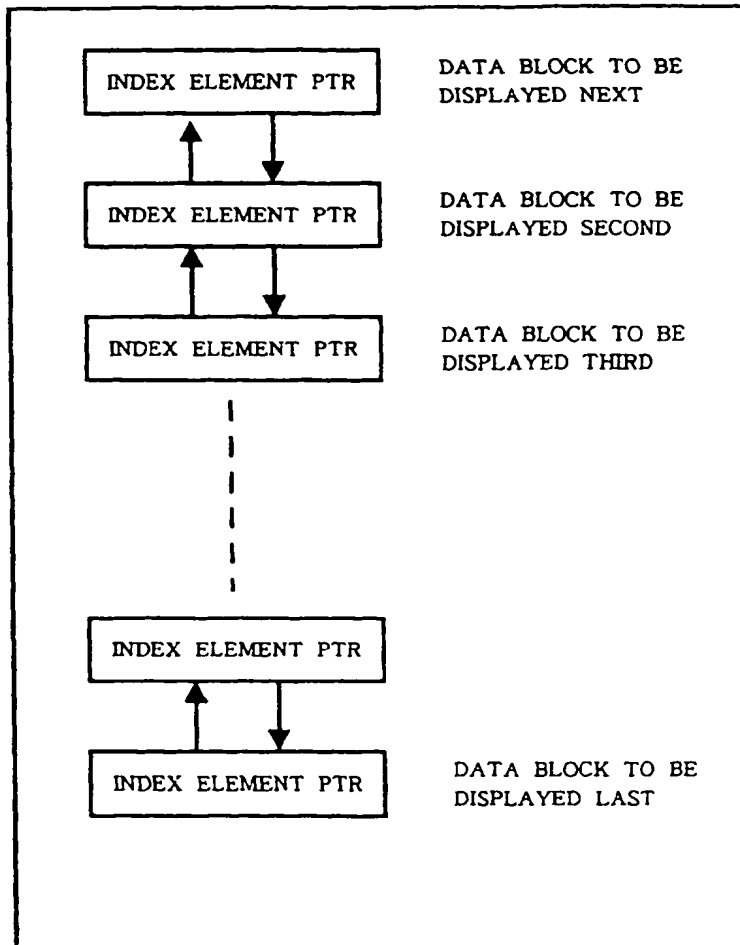 INDEX ELEMENT PTR
DATA BLOCK TO BE
DISPLAYED NEXT
INDEX ELEMENT PTR
DATA BLOCK TO BE
DISPLAYED SECOND
INDEX ELEMENT PTR
DATA BLOCK TO BE
DISPLAYED THIRD
INDEX ELEMENT PTR
INDEX ELEMENT PTR
DATA BLOCK TO BE
DISPLAYED LAST